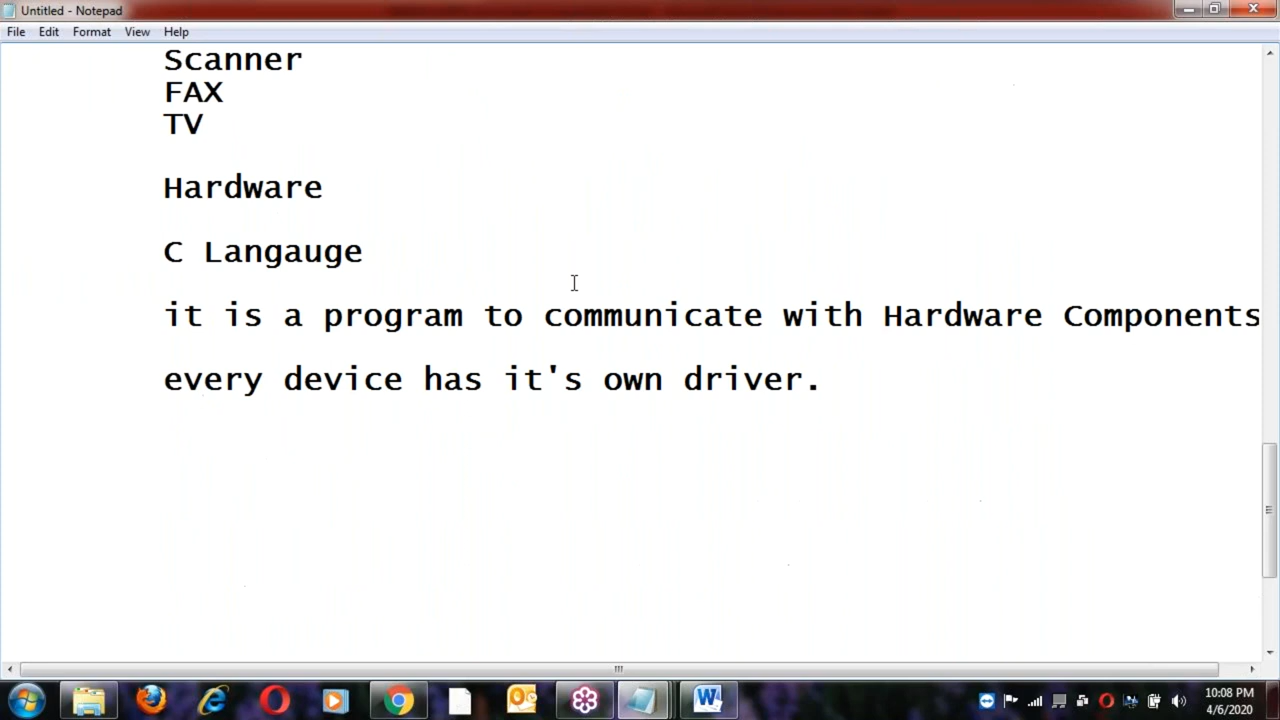 Untitled - Notepad
File Edit Format View Help
Scanner
FAX
TV
Hardware
C Langauge
it is a program to communicate with Hardware Components
every device has it's own driver.
10:08 PM
4/6/2020